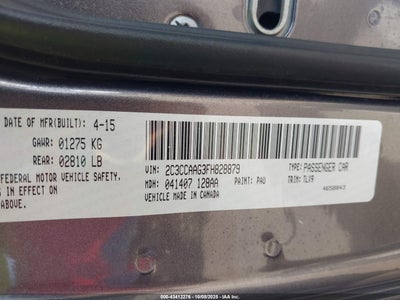 DATE OF MFR(BUILT): 4-15
GAWR: 01275 KG
REAR: 02810 LB
FEDERAL MOTOR VEHICLE SAFETY,
S IN EFFECT ON
ABOVE.
VIN: 2C3CCAAG3FH828879
TYPE: PASSENGER CAR
MDH: 041407 128AA
PAINT: PAU
TRIM: TLX9
VEHICLE MADE IN CANADA
4658843
000-43412276 - 10/08/2025 - IAA, Inc.